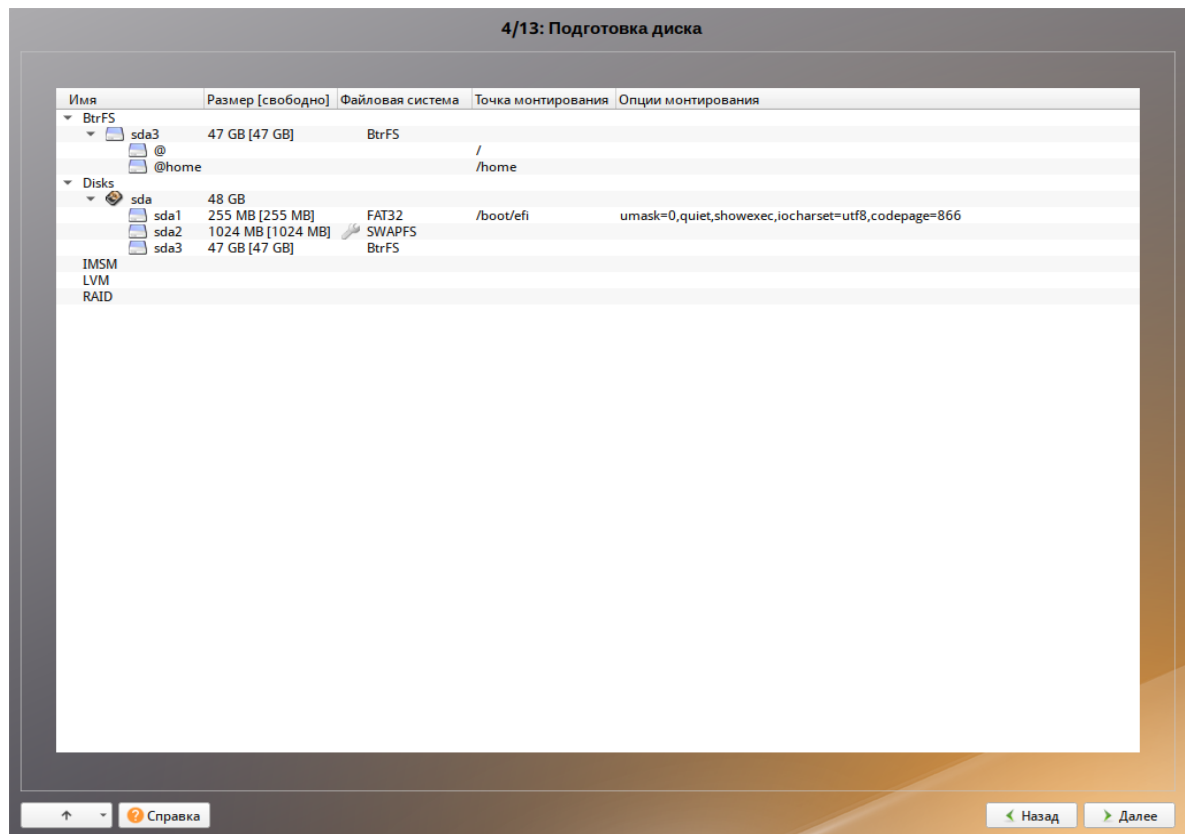 4/13: Подготовка диска
Имя Размер [свободно] Файловая система Точка монтирования Опции монтирования
BtrFS
sda3 47 GB [47 GB] BtrFS
@ /
@home /home
Disks
sda 48 GB
sda1 255 MB [255 MB] FAT32 /boot/efi umask=0,quiet,showexec,iocharset=utf8,codepage=866
sda2 1024 MB [1024 MB] SWAPFS
sda3 47 GB [47 GB] BtrFS
IMSM
LVM
RAID
Справка Назад Далее